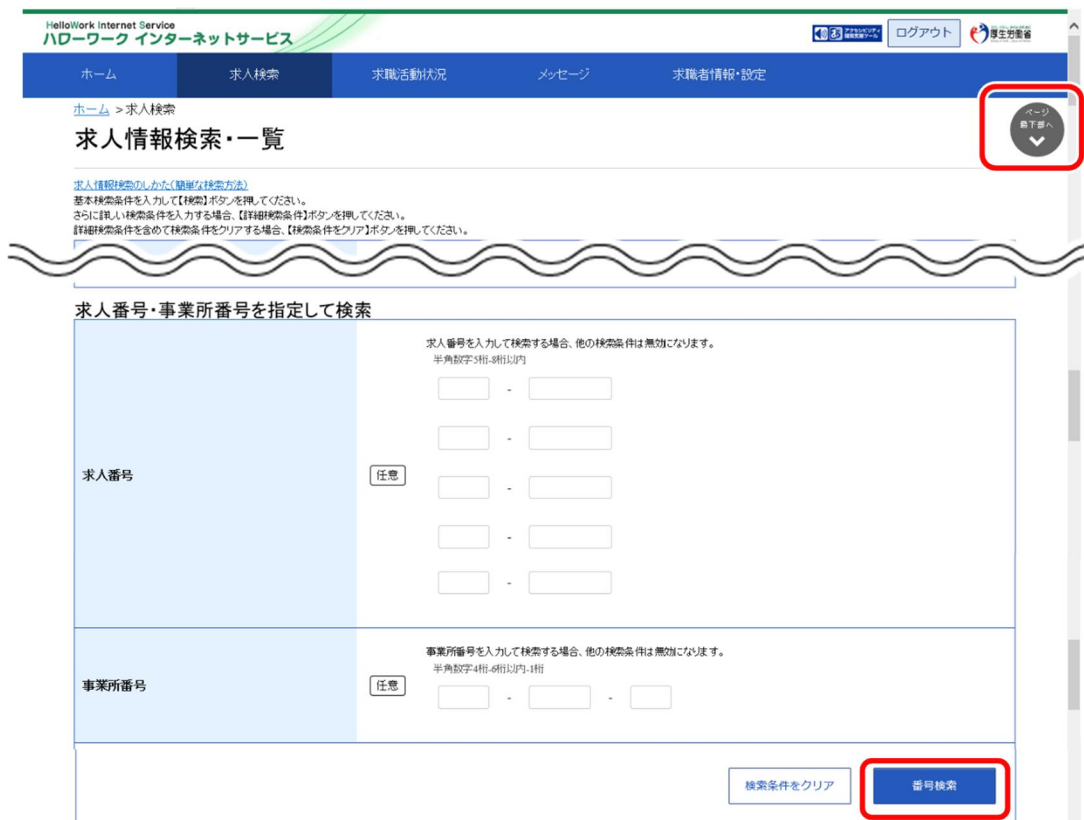 HelloWork Internet Service
ハローワーク インターネットサービス
アクセシビリティ
閲覧支援ツール
ログアウト
厚生労働省
ホーム
求人検索
求職活動状況
メッセージ
求職者情報・設定
ホーム >求人検索
ページ
最下部へ
求人情報検索・一覧
求人情報検索のしかた(簡単な検索方法)
基本検索条件を入力して【検索】ボタンを押してください。
さらに詳しい検索条件を入力する場合、【詳細検索条件】ボタンを押してください。
詳細検索条件を含めて検索条件をクリアする場合、【検索条件をクリア】ボタンを押してください。
求人番号・事業所番号を指定して検索
求人番号を入力して検索する場合、他の検索条件は無効になります。
半角数字5桁-8桁以内
-
-
求人番号
任意
-
-
-
事業所番号を入力して検索する場合、他の検索条件は無効になります。
半角数字4桁-6桁以内-1桁
事業所番号
任意
- -
検索条件をクリア
番号検索